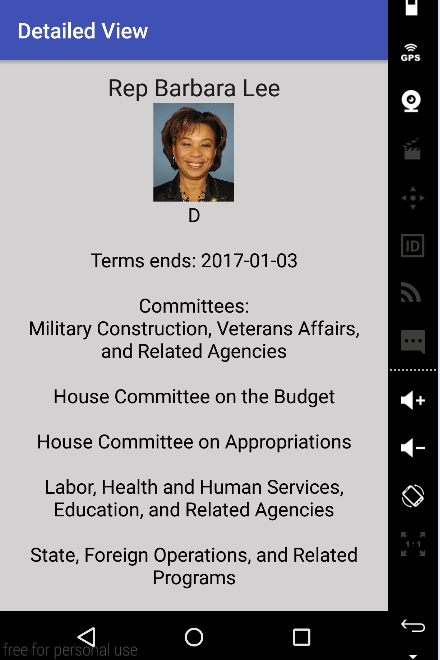 Detailed View
Rep Barbara Lee
D
Terms ends: 2017-01-03
Committees:
Military Construction, Veterans Affairs,
and Related Agencies
House Committee on the Budget
House Committee on Appropriations
Labor, Health and Human Services,
Education, and Related Agencies
State, Foreign Operations, and Related
Programs
free for personal use
GPS
ID
1:1